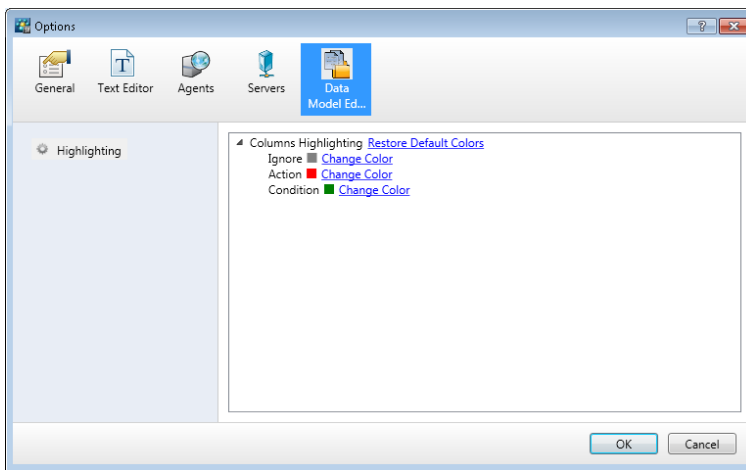 Options
General
Text Editor
Agents
Servers
Data
Model Ed...
Highlighting
Columns Highlighting Restore Default Colors
Ignore Change Color
Action Change Color
Condition Change Color
OK
Cancel